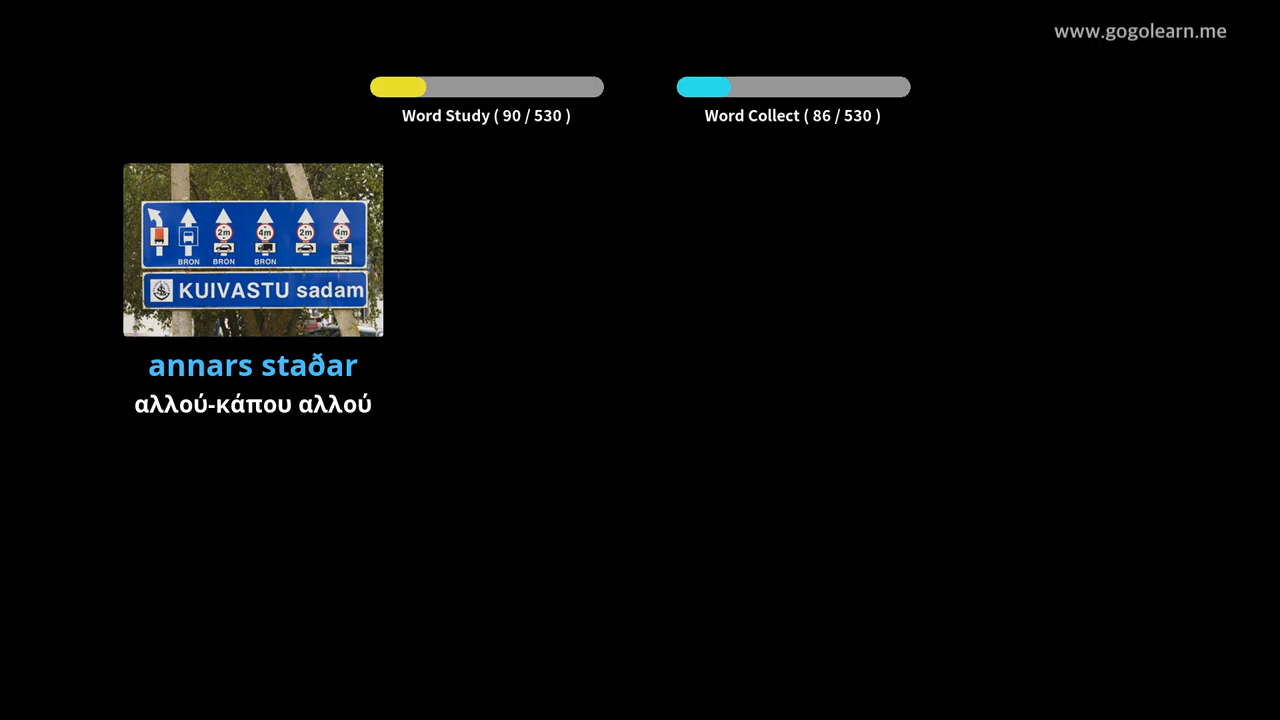 www.gogolearn.me
Word Study ( 90 / 530 )
Word Collect ( 86 / 530 )
2m 4m 2m 4m
BRON BRON BRON
KUIVASTU sadam
annars staðar
αλλού-κάπου αλλού